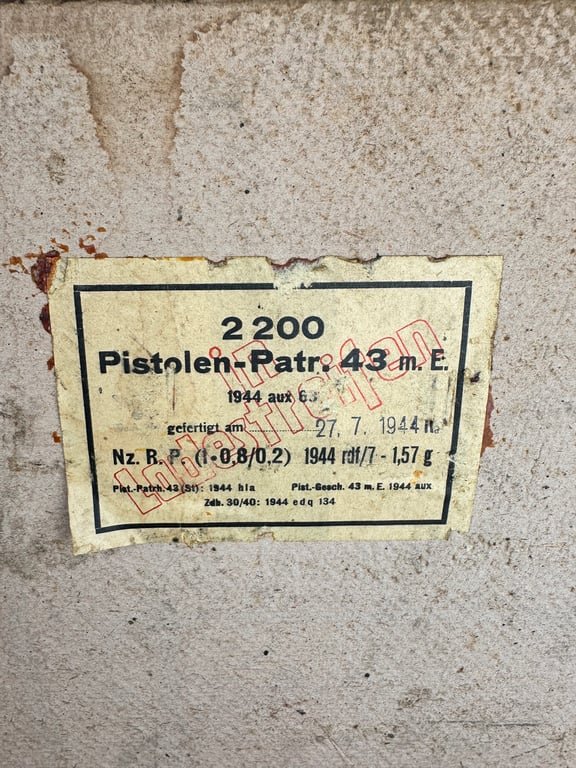 2200
Pistolen-Patr. 43 m. E.
in
Ladestreifen
1944 aux 63
gefertigt am 27. 7. 1944
Nz. R. P. (1•0,8/0,2) 1944 rdf/7 - 1,57 g
Pist.-Patrh. 43 (St): 1944 hla Pist.-Gesch. 43 m. E. 1944 aux
Zdh. 30/40: 1944 edq 134